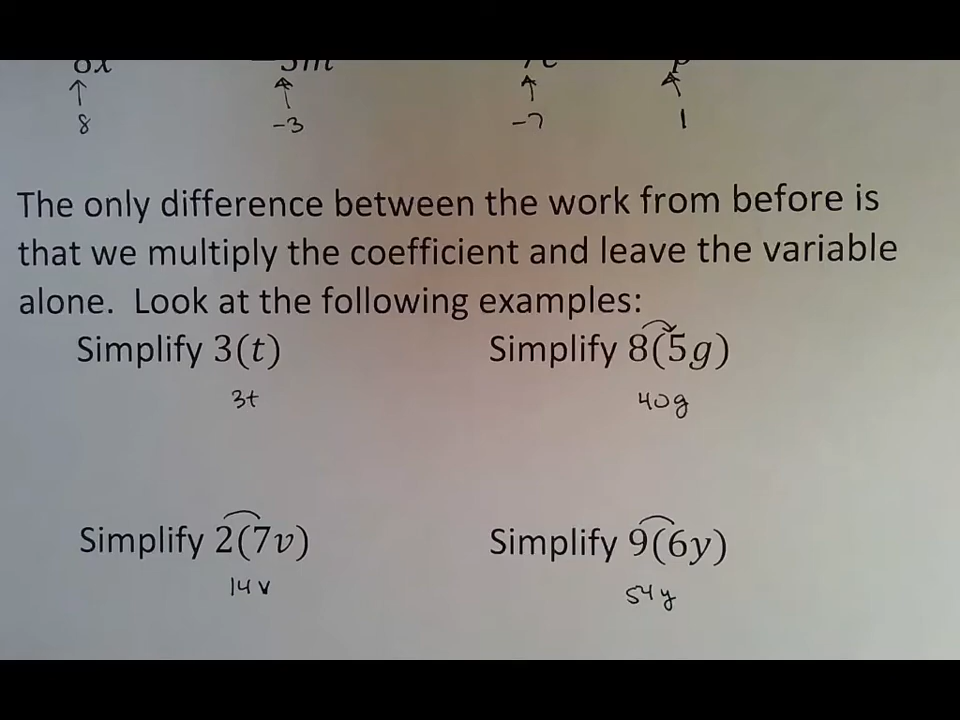 8x
8 -3 -7 1
The only difference between the work from before is
that we multiply the coefficient and leave the variable
alone. Look at the following examples:
Simplify 3(t) Simplify 8(5g)
3t 40g
Simplify 2(7v) Simplify 9(6y)
14v 54y